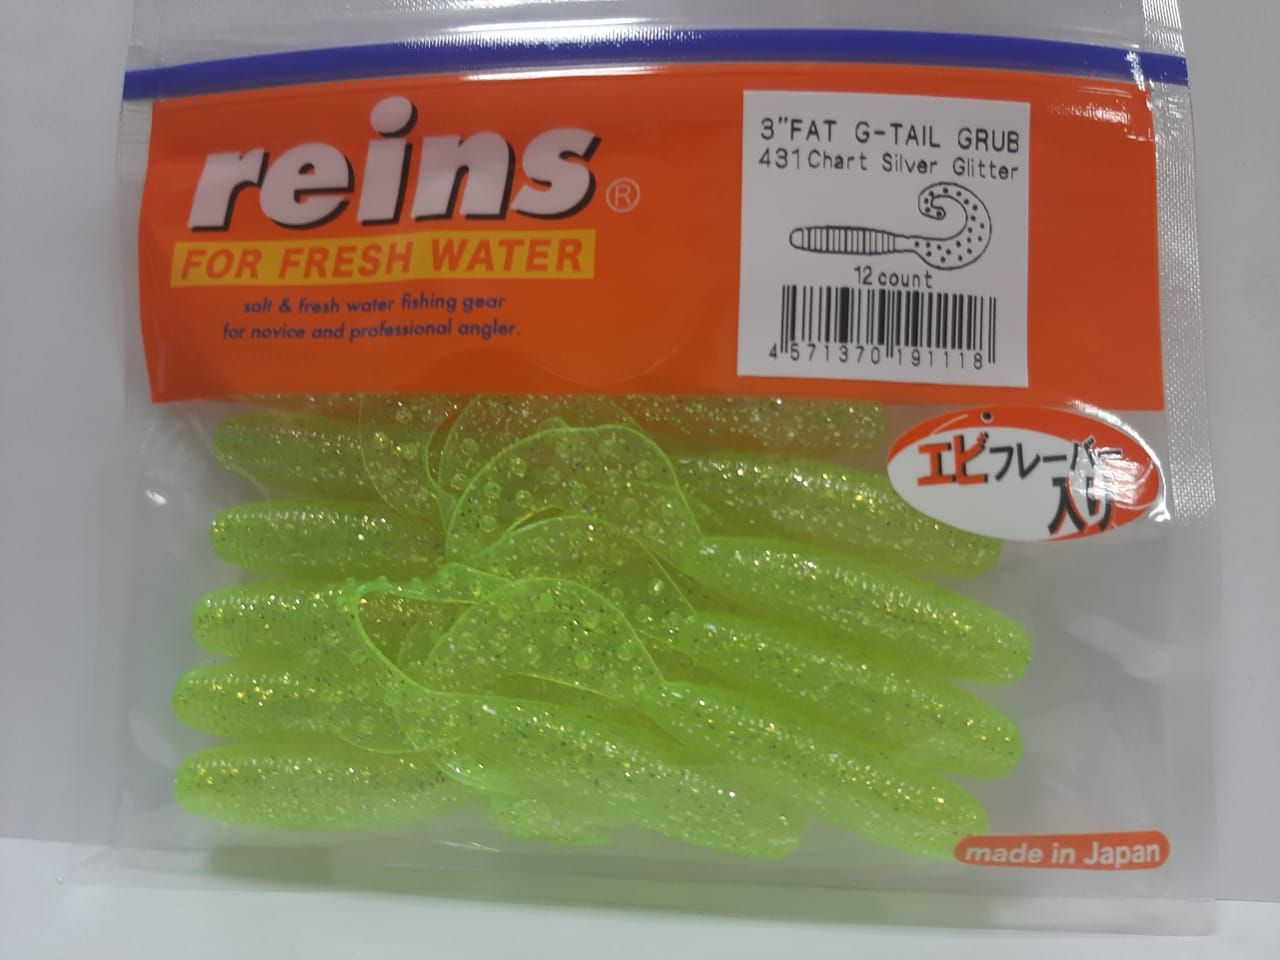 reins®
FOR FRESH WATER
salt & fresh water fishing gear
for novice and professional angler.
3"FAT G-TAIL GRUB
431 Chart Silver Glitter
12 count
4 571370 191118
エビフレーバー
入り
made in Japan